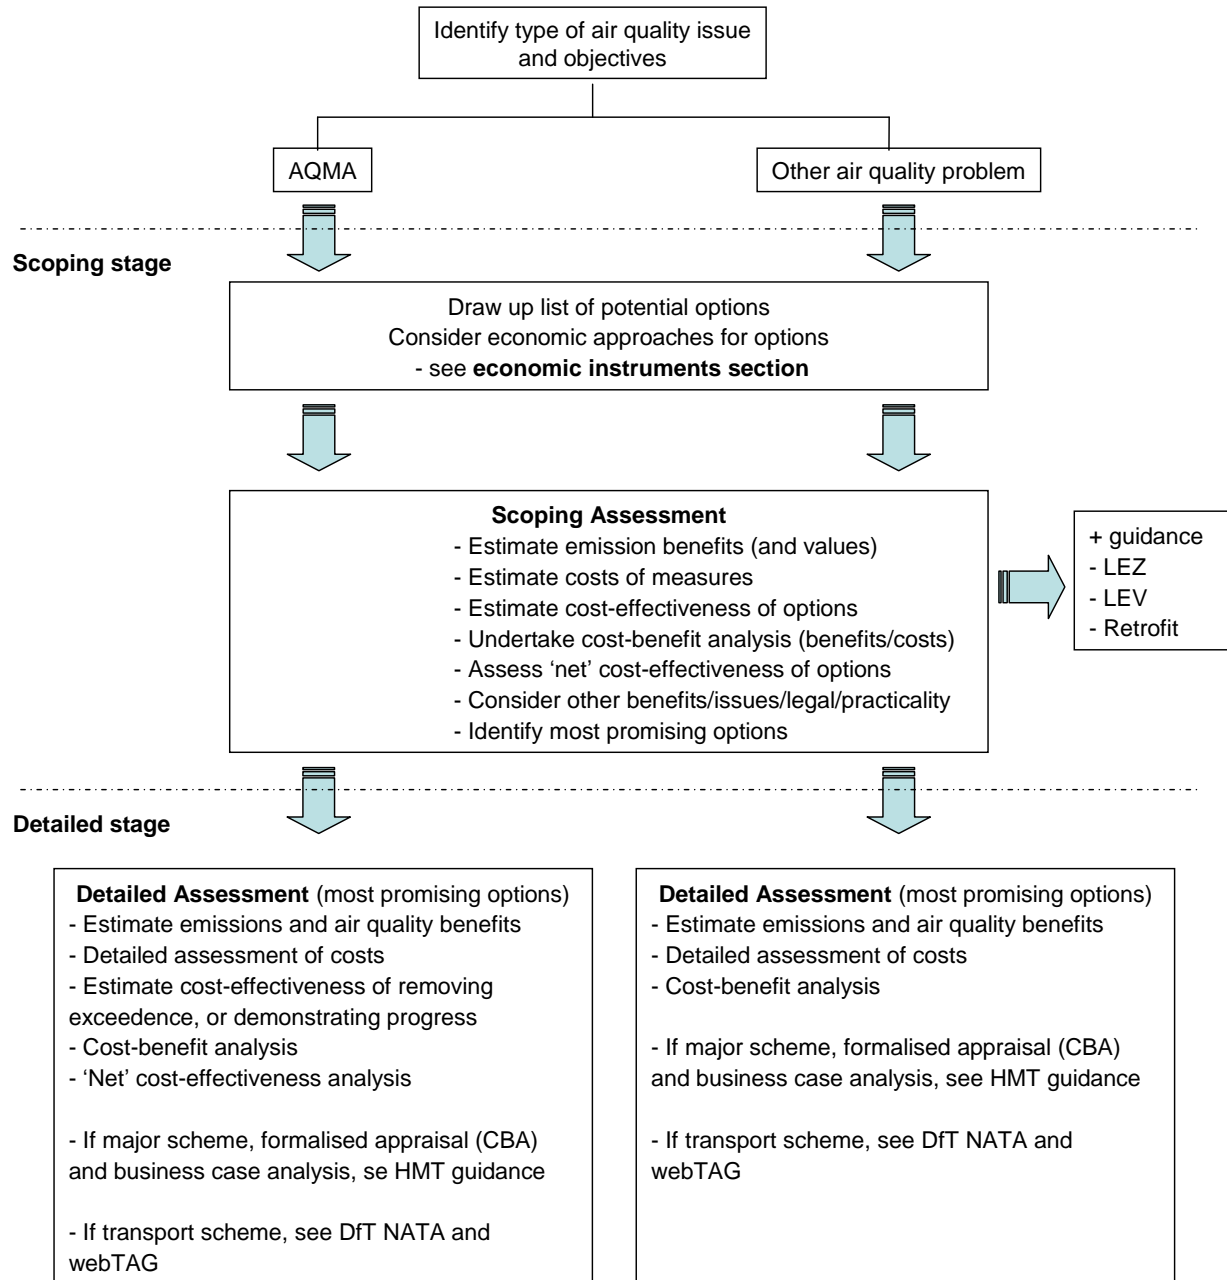 Identify type of air quality issue
and objectives
AQMA
Other air quality problem
Scoping stage
Draw up list of potential options
Consider economic approaches for options
- see economic instruments section
Scoping Assessment
- Estimate emission benefits (and values)
- Estimate costs of measures
- Estimate cost-effectiveness of options
- Undertake cost-benefit analysis (benefits/costs)
- Assess ‘net’ cost-effectiveness of options
- Consider other benefits/issues/legal/practicality
- Identify most promising options
+ guidance
- LEZ
- LEV
- Retrofit
Detailed stage
Detailed Assessment (most promising options)
- Estimate emissions and air quality benefits
- Detailed assessment of costs
- Estimate cost-effectiveness of removing
exceedence, or demonstrating progress
- Cost-benefit analysis
- ‘Net’ cost-effectiveness analysis
- If major scheme, formalised appraisal (CBA)
and business case analysis, se HMT guidance
- If transport scheme, see DfT NATA and
webTAG
Detailed Assessment (most promising options)
- Estimate emissions and air quality benefits
- Detailed assessment of costs
- Cost-benefit analysis
- If major scheme, formalised appraisal (CBA)
and business case analysis, see HMT guidance
- If transport scheme, see DfT NATA and
webTAG